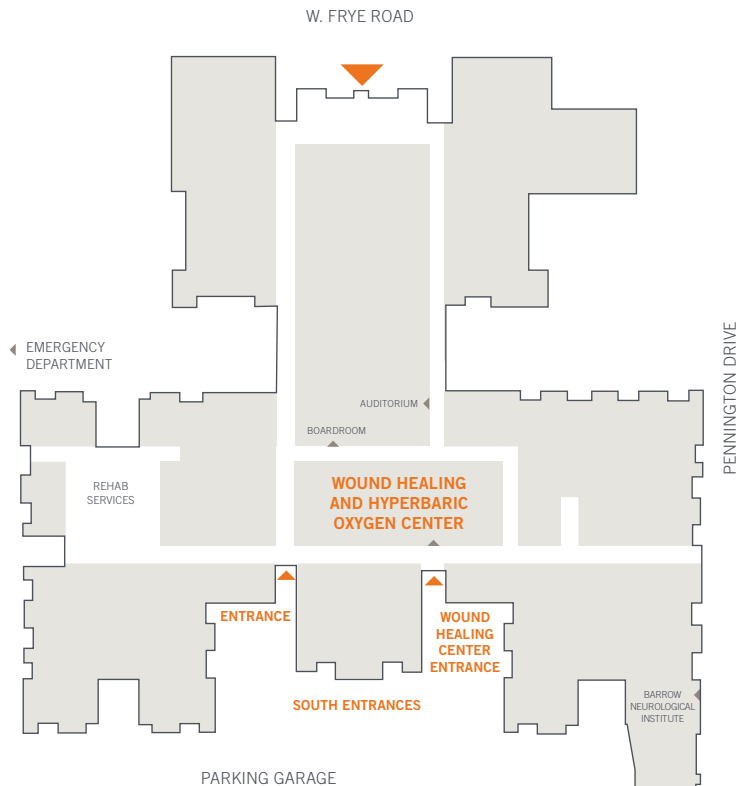 W. FRYE ROAD
EMERGENCY
DEPARTMENT
PENNINGTON DRIVE
AUDITORIUM
BOARDROOM
WOUND HEALING
AND HYPERBARIC
OXYGEN CENTER
REHAB
SERVICES
ENTRANCE
WOUND
HEALING
CENTER
ENTRANCE
SOUTH ENTRANCES
BARROW
NEUROLOGICAL
INSTITUTE
PARKING GARAGE